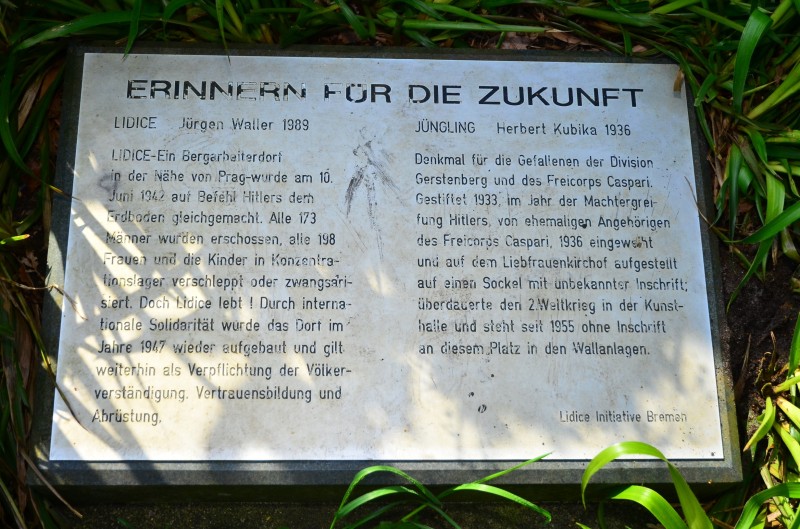 ERINNERN FÜR DIE ZUKUNFT
LIDICE Jürgen Waller 1989
LIDICE-Ein Bergarbeiterdorf
in der Nähe von Prag-wurde am 10.
Juni 1942 auf Befehl Hitlers dem
Erdboden gleichgemacht. Alle 173
Männer wurden erschossen, alle 198
Frauen und die Kinder in Konzentra-
tionslager verschleppt oder zwangsari-
siert. Doch Lidice lebt ! Durch interna-
tionale Solidarität wurde das Dorf im
Jahre 1947 wieder aufgebaut und gilt
weiterhin als Verpflichtung der Völker-
verständigung, Vertrauensbildung und
Abrüstung.
JÜNGLING Herbert Kubika 1936
Denkmal für die Gefallenen der Division
Gerstenberg und des Freicorps Caspari.
Gestiftet 1933, im Jahr der Machtergrei-
fung Hitlers, von ehemaligen Angehörigen
des Freicorps Caspari, 1936 eingeweiht
und auf dem Liebfrauenkirchof aufgestellt
auf einen Sockel mit unbekannter Inschrift;
überdauerte den 2.Weltkrieg in der Kunst-
halle und steht seit 1955 ohne Inschrift
an diesem Platz in den Wallanlagen.
Lidice Initiative Bremen